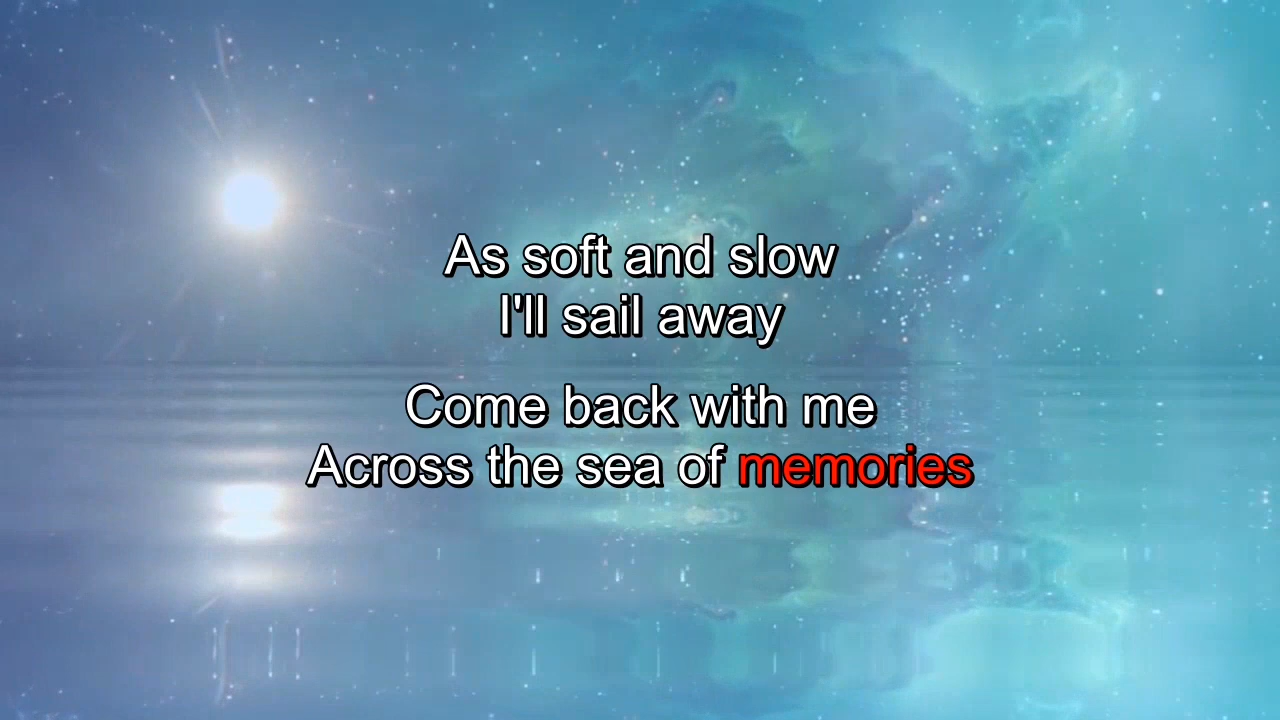 As soft and slow
I'll sail away
Come back with me
Across the sea of memories